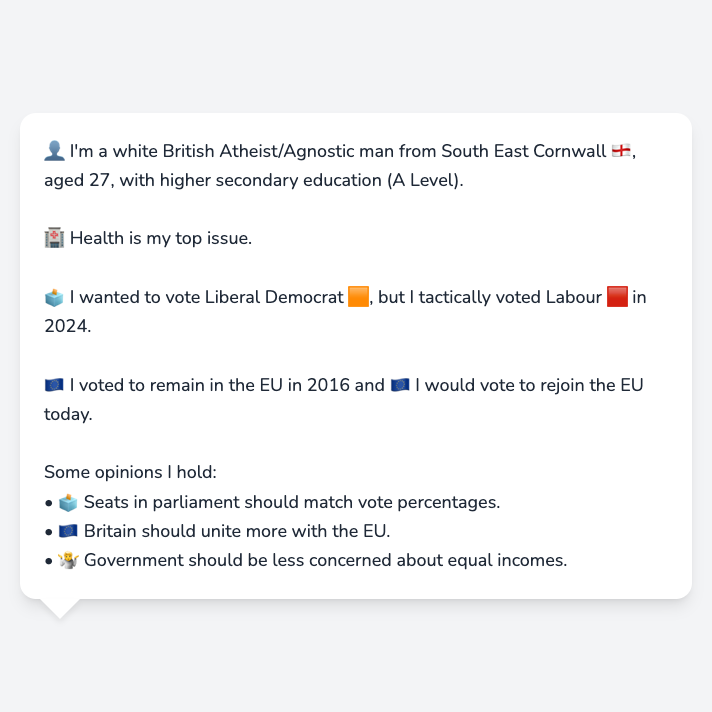 👤 I'm a white British Atheist/Agnostic man from South East Cornwall 🏴󠁧󠁢󠁥󠁮󠁧󠁿,
aged 27, with higher secondary education (A Level).
🏥 Health is my top issue.
🗳️ I wanted to vote Liberal Democrat 🟧, but I tactically voted Labour 🟥 in
2024.
🇪🇺 I voted to remain in the EU in 2016 and 🇪🇺 I would vote to rejoin the EU
today.
Some opinions I hold:
• 🗳️ Seats in parliament should match vote percentages.
• 🇪🇺 Britain should unite more with the EU.
• 🤷 Government should be less concerned about equal incomes.